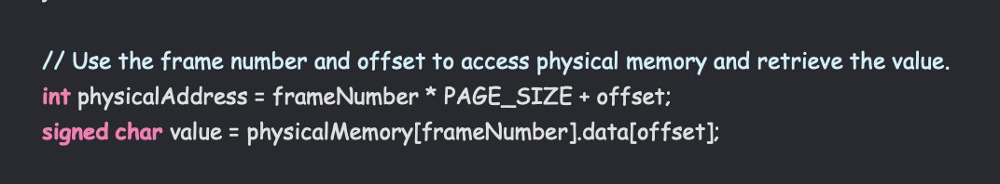 // Use the frame number and offset to access physical memory and retrieve the value.
int physicalAddress = frameNumber * PAGE_SIZE + offset;
signed char value = physicalMemory[frameNumber].data[offset];